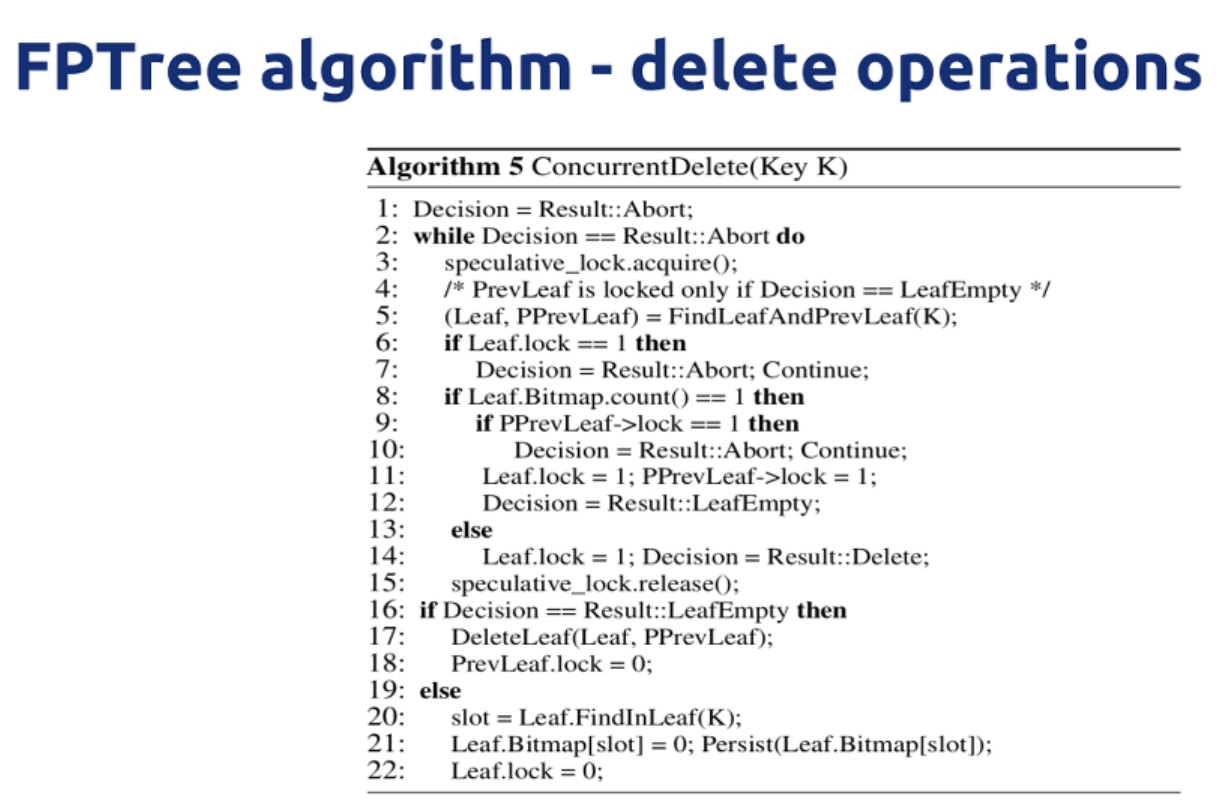 FPTree algorithm - delete operations
Algorithm 5 ConcurrentDelete(Key K)
1: Decision = Result::Abort;
2: while Decision == Result::Abort do
3: speculative_lock.acquire();
4: /* PrevLeaf is locked only if Decision == LeafEmpty */
5: (Leaf, PPrevLeaf) = FindLeafAndPrevLeaf(K);
6: if Leaf.lock == 1 then
7: Decision = Result::Abort; Continue;
8: if Leaf.Bitmap.count() == 1 then
9: if PPrevLeaf->lock == 1 then
10: Decision = Result::Abort; Continue;
11: Leaf.lock = 1; PPrevLeaf->lock = 1;
12: Decision = Result::LeafEmpty;
13: else
14: Leaf.lock = 1; Decision = Result::Delete;
15: speculative_lock.release();
16: if Decision == Result::LeafEmpty then
17: DeleteLeaf(Leaf, PPrevLeaf);
18: PrevLeaf.lock = 0;
19: else
20: slot = Leaf.FindInLeaf(K);
21: Leaf.Bitmap[slot] = 0; Persist(Leaf.Bitmap[slot]);
22: Leaf.lock = 0;